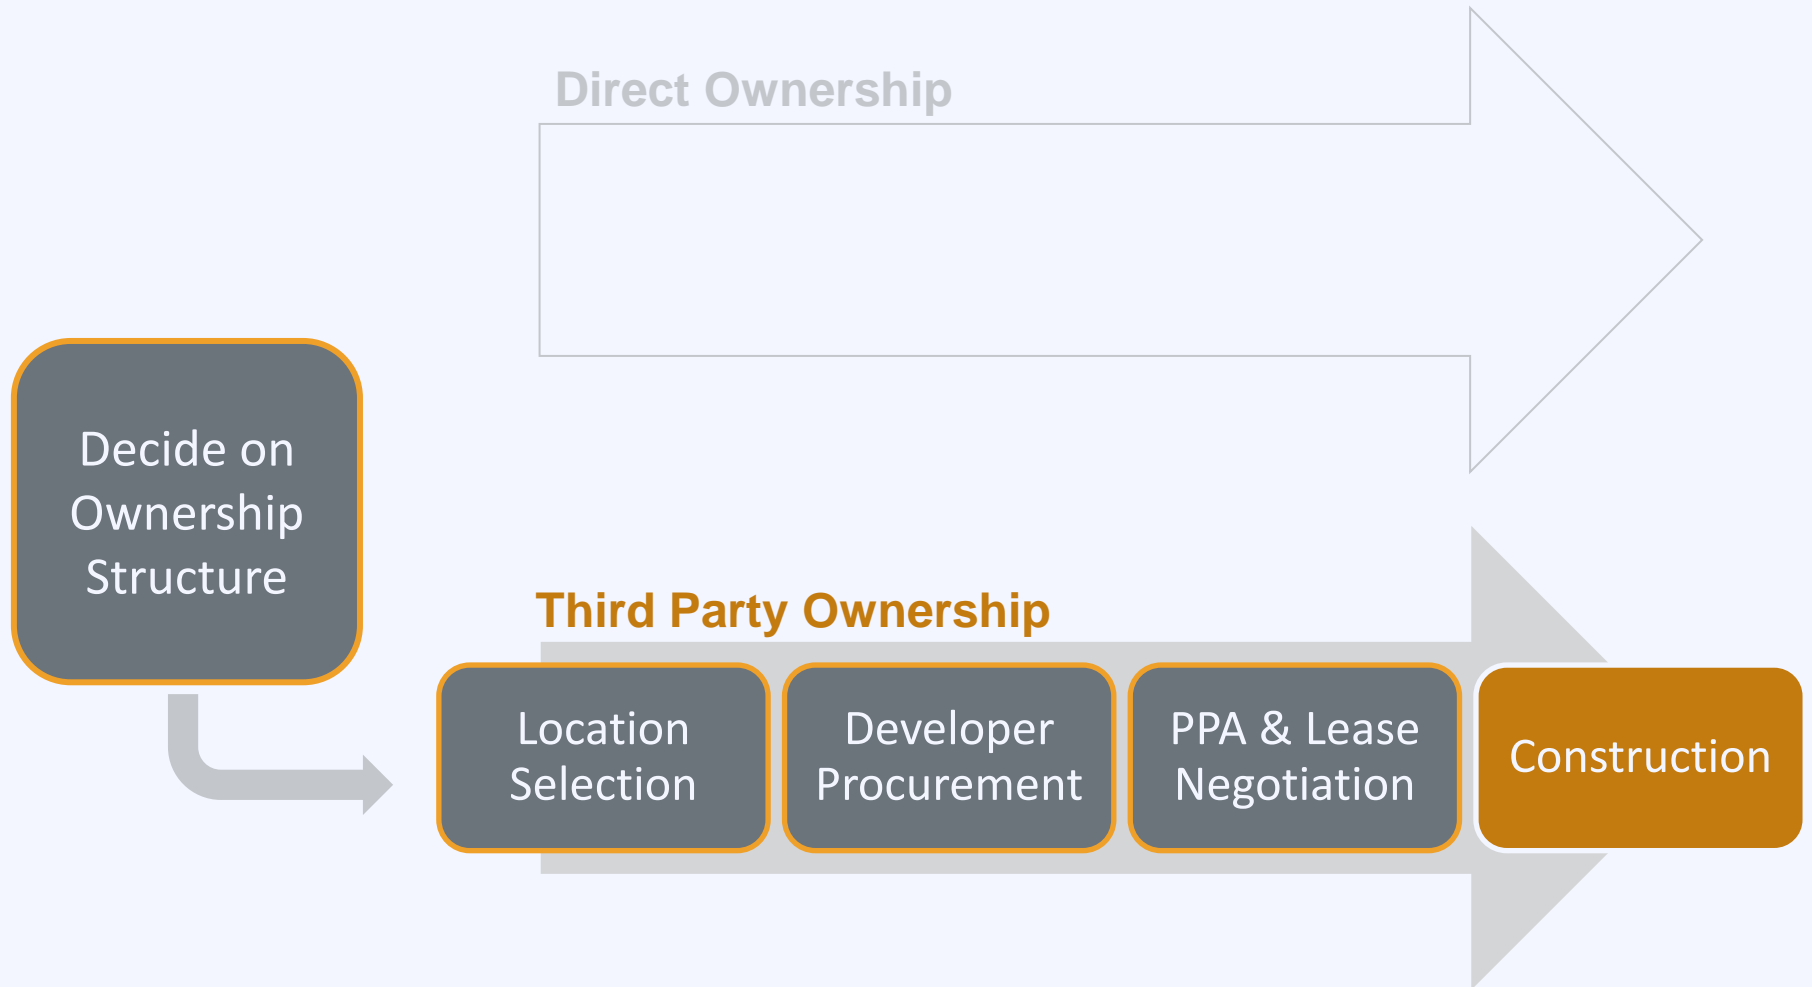 Direct Ownership
Decide on
Ownership
Structure
Third Party Ownership
Location
Selection
Developer
Procurement
PPA & Lease
Negotiation
Construction